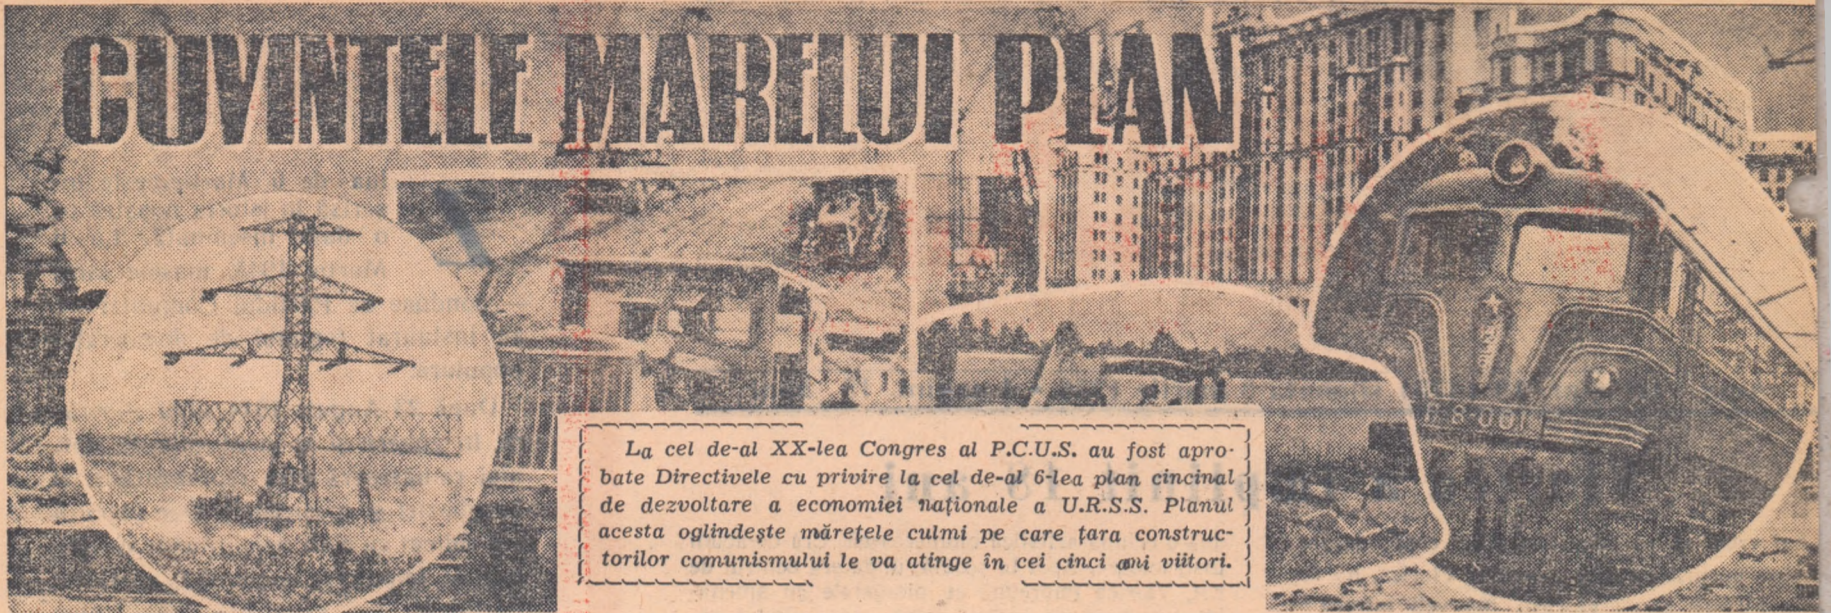 CUVINTELE MARELUI PLAN
La cel de-al XX-lea Congres al P.C.U.S. au fost apro-
bate Directivele cu privire la cel de-al 6-lea plan cincinal
de dezvoltare a economiei naționale a U.R.S.S. Planul
acesta oglindește mărețele culmi pe care țara construc-
torilor comunismului le va atinge în cei cinci ani viitori.